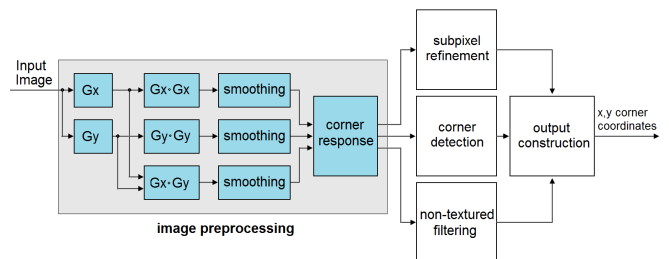 Input
Image
Gx
Gx·Gx
smoothing
Gy
Gy·Gy
smoothing
Gx·Gy
smoothing
corner
response
image preprocessing
subpixel
refinement
corner
detection
non-textured
filtering
output
construction
x,y corner
coordinates